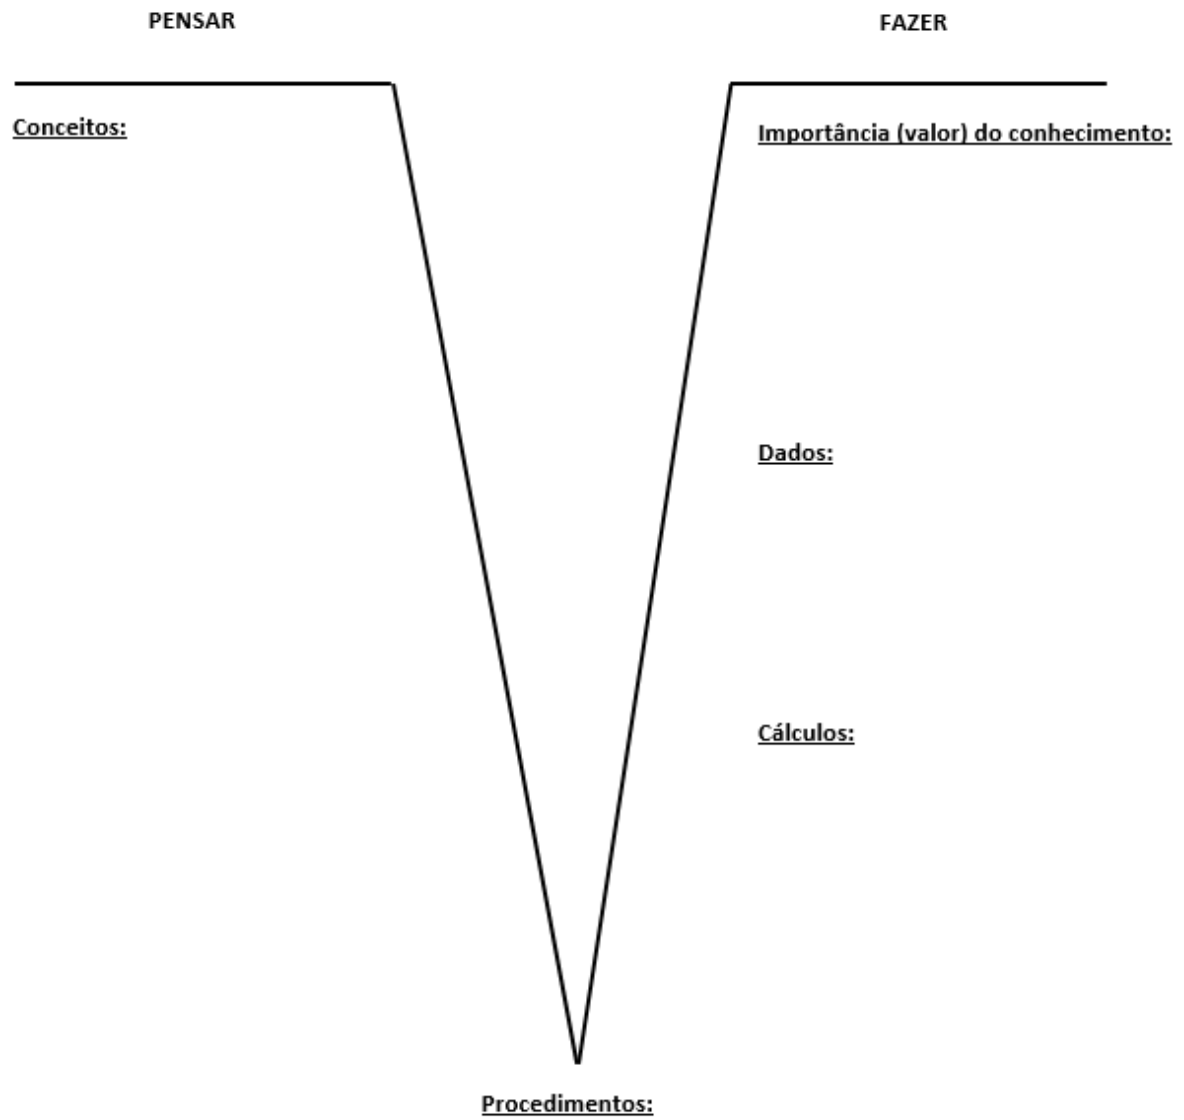 PENSAR
FAZER
Conceitos:
Importância (valor) do conhecimento:
Dados:
Cálculos:
Procedimentos: